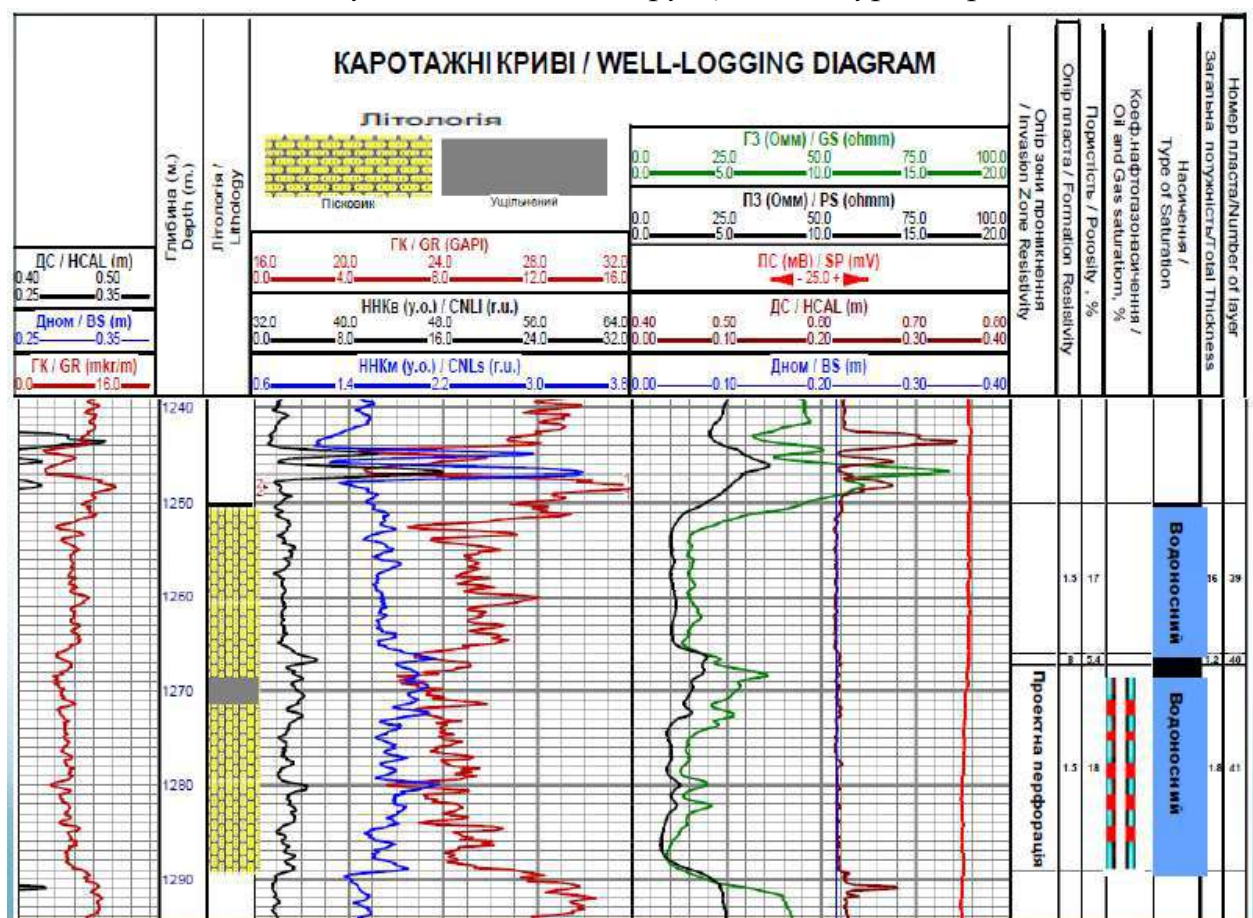 КАРОТАЖНІ КРИВІ / WELL-LOGGING DIAGRAM
Літологія
Пісковик
Ущільнений
ДС / HCAL (m)
0.40 0.50
0.25 0.35
Дном / BS (m)
0.25 0.35
ГК / GR (mkr/m)
0.0 16.0
Глибина (м.)
Depth (m.)
Літологія /
Lithology
ГК / GR (GAPI)
16.0 20.0 24.0 28.0 32.0
0.0 4.0 8.0 12.0 16.0
ННКв (у.о.) / CNLl (r.u.)
32.0 40.0 48.0 56.0 64.0
0.0 8.0 16.0 24.0 32.0
ННКм (у.о.) / CNLs (r.u.)
0.6 1.4 2.2 3.0 3.8
ГЗ (Омм) / GS (ohmm)
0.0 25.0 50.0 75.0 100.0
0.0 5.0 10.0 15.0 20.0
ПЗ (Омм) / PS (ohmm)
0.0 25.0 50.0 75.0 100.0
0.0 5.0 10.0 15.0 20.0
ПС (мВ) / SP (mV)
- 25.0 +
ДС / HCAL (m)
0.40 0.50 0.60 0.70 0.80
0.00 0.10 0.20 0.30 0.40
Дном / BS (m)
0.00 0.10 0.20 0.30 0.40
Опір зони проникнення
/ Invasion Zone Resistivity
Опір пласта / Formation Resistivity
Пористість / Porosity , %
Коеф.нафтогазонасичення /
Oil and Gas saturatiom, %
Насичення /
Type of Saturation
Загальна і потужність/Total Thickness
Номер пласта/Number of layer
1240
1250
1260
1270
1280
1290
Водоносний
1.5 17 16 39
8 5.4 1.2 40
Проектна перфорація
Водоносний
1.5 18 1.8 41